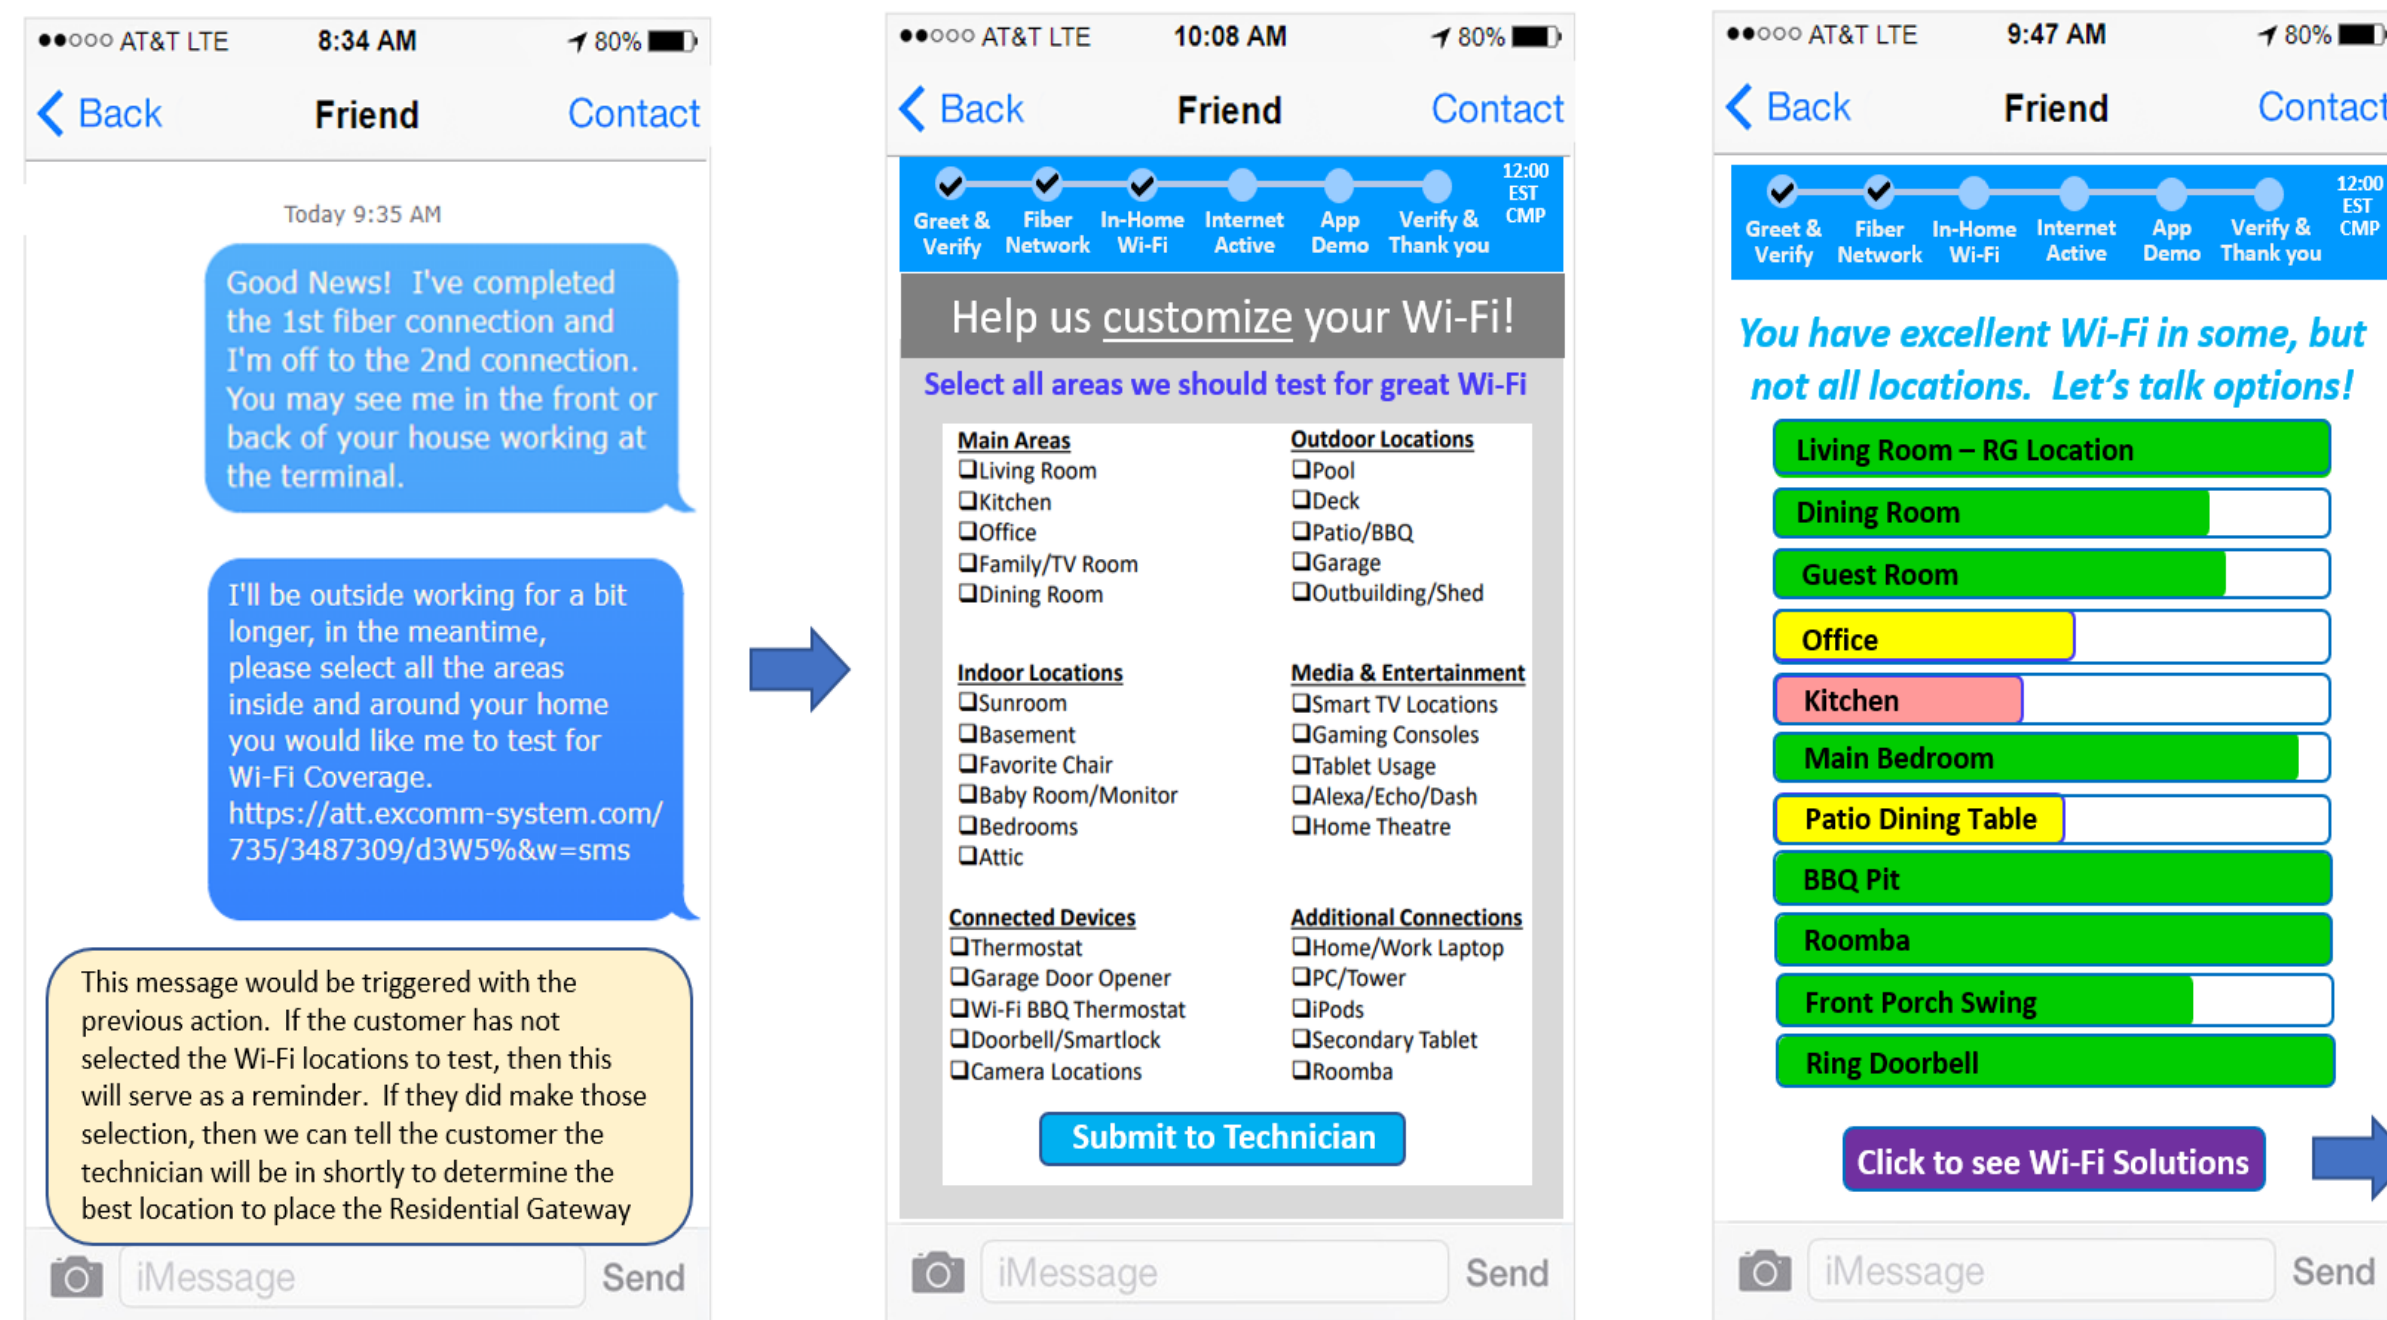 AT&T LTE 8:34 AM 80%
Back Friend Contact
Today 9:35 AM
Good News! I've completed
the 1st fiber connection and
I'm off to the 2nd connection.
You may see me in the front or
back of your house working at
the terminal.
I'll be outside working for a bit
longer, in the meantime,
please select all the areas
inside and around your home
you would like me to test for
Wi-Fi Coverage.
https://att.excomm-system.com/
735/3487309/d3W5%&w=sms
This message would be triggered with the
previous action. If the customer has not
selected the Wi-Fi locations to test, then this
will serve as a reminder. If they did make those
selection, then we can tell the customer the
technician will be in shortly to determine the
best location to place the Residential Gateway
iMessage Send
AT&T LTE 10:08 AM 80%
Back Friend Contact
Greet & Verify
Fiber Network
In-Home Wi-Fi
Internet Active
App Demo
Verify & Thank you
12:00 EST CMP
Help us customize your Wi-Fi!
Select all areas we should test for great Wi-Fi
Main Areas
Living Room
Kitchen
Office
Family/TV Room
Dining Room
Outdoor Locations
Pool
Deck
Patio/BBQ
Garage
Outbuilding/Shed
Indoor Locations
Sunroom
Basement
Favorite Chair
Baby Room/Monitor
Bedrooms
Attic
Media & Entertainment
Smart TV Locations
Gaming Consoles
Tablet Usage
Alexa/Echo/Dash
Home Theatre
Connected Devices
Thermostat
Garage Door Opener
Wi-Fi BBQ Thermostat
Doorbell/Smartlock
Camera Locations
Additional Connections
Home/Work Laptop
PC/Tower
iPods
Secondary Tablet
Roomba
Submit to Technician
iMessage Send
AT&T LTE 9:47 AM 80%
Back Friend Contact
Greet & Verify
Fiber Network
In-Home Wi-Fi
Internet Active
App Demo
Verify & Thank you
12:00 EST CMP
You have excellent Wi-Fi in some, but
not all locations. Let's talk options!
Living Room – RG Location
Dining Room
Guest Room
Office
Kitchen
Main Bedroom
Patio Dining Table
BBQ Pit
Roomba
Front Porch Swing
Ring Doorbell
Click to see Wi-Fi Solutions
iMessage Send